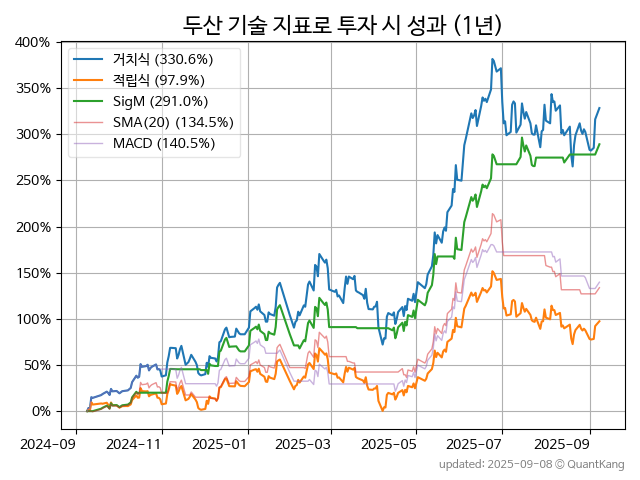 두산 기술 지표로 투자 시 성과 (1년)
400%
350%
300%
250%
200%
150%
100%
50%
0%
거치식 (330.6%)
적립식 (97.9%)
SigM (291.0%)
SMA(20) (134.5%)
MACD (140.5%)
2024-09
2024-11
2025-01
2025-03
2025-05
2025-07
2025-09
updated: 2025-09-08 © QuantKang